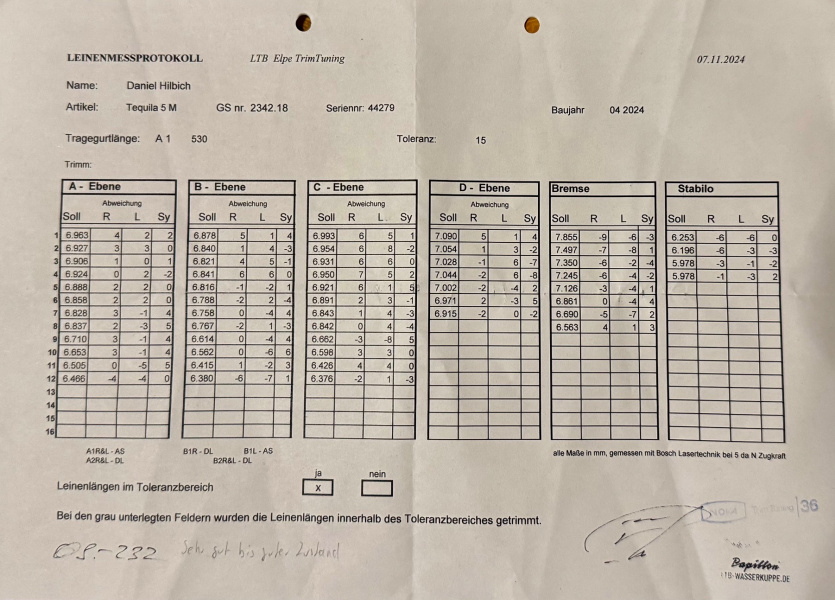 LEINENMESSPROTOKOLL LTB Elpe TrimTuning 07.11.2024
Name: Daniel Hilbich
Artikel: Tequila 5 M GS nr. 2342.18 Seriennr: 44279 Baujahr 04 2024
Tragegurtlänge: A 1 530 Toleranz: 15
Trimm:
A - Ebene B - Ebene C - Ebene D - Ebene Bremse Stabilo
Abweichung Abweichung Abweichung Abweichung
Soll R L Sy Soll R L Sy Soll R L Sy Soll R L Sy Soll R L Sy Soll R L Sy
1 6.963 4 2 2 6.878 5 1 4 6.993 6 5 1 7.090 5 1 4 7.855 -9 -6 -3 6.253 -6 -6 0
2 6.927 3 3 0 6.840 1 4 -3 6.954 6 8 -2 7.054 1 3 -2 7.497 -7 -8 1 6.196 -6 -3 -3
3 6.906 1 0 1 6.821 4 5 -1 6.931 6 6 0 7.028 -1 6 -7 7.350 -6 -4 -2 5.978 -3 -1 -2
4 6.924 0 2 -2 6.841 6 6 0 6.950 7 5 2 7.044 -2 6 -8 7.245 -6 -4 -2 5.978 -1 -3 2
5 6.888 2 2 0 6.816 -1 -2 1 6.921 6 1 5 7.002 -2 -4 2 7.126 -3 -4 1
6 6.858 2 2 0 6.788 -2 2 -4 6.891 2 3 -1 6.971 2 -3 5 6.861 0 -4 4
7 6.828 3 -1 4 6.758 0 -4 4 6.843 1 4 -3 6.915 -2 0 -2 6.690 -5 -7 2
8 6.837 2 -3 5 6.767 -2 1 -3 6.842 0 4 -4 6.563 4 1 3
9 6.710 3 -1 4 6.614 0 -4 4 6.662 -3 -8 5
10 6.653 3 -1 4 6.562 0 -6 6 6.598 3 3 0
11 6.505 0 -5 5 6.415 1 -2 3 6.426 4 4 0
12 6.466 -4 -4 0 6.380 -6 -7 1 6.376 -2 1 -3
13
14
15
16
A1R&L - AS B1R - DL B1L - AS alle Maße in mm, gemessen mit Bosch Lasertechnik bei 5 da N Zugkraft
A2R&L - DL B2R&L - DL
ja nein
Leinenlängen im Toleranzbereich x
Bei den grau unterlegten Feldern wurden die Leinenlängen innerhalb des Toleranzbereiches getrimmt.
36
Sehr gut bis guter Zustand
Papillon
LTB-WASSERKUPPE.DE